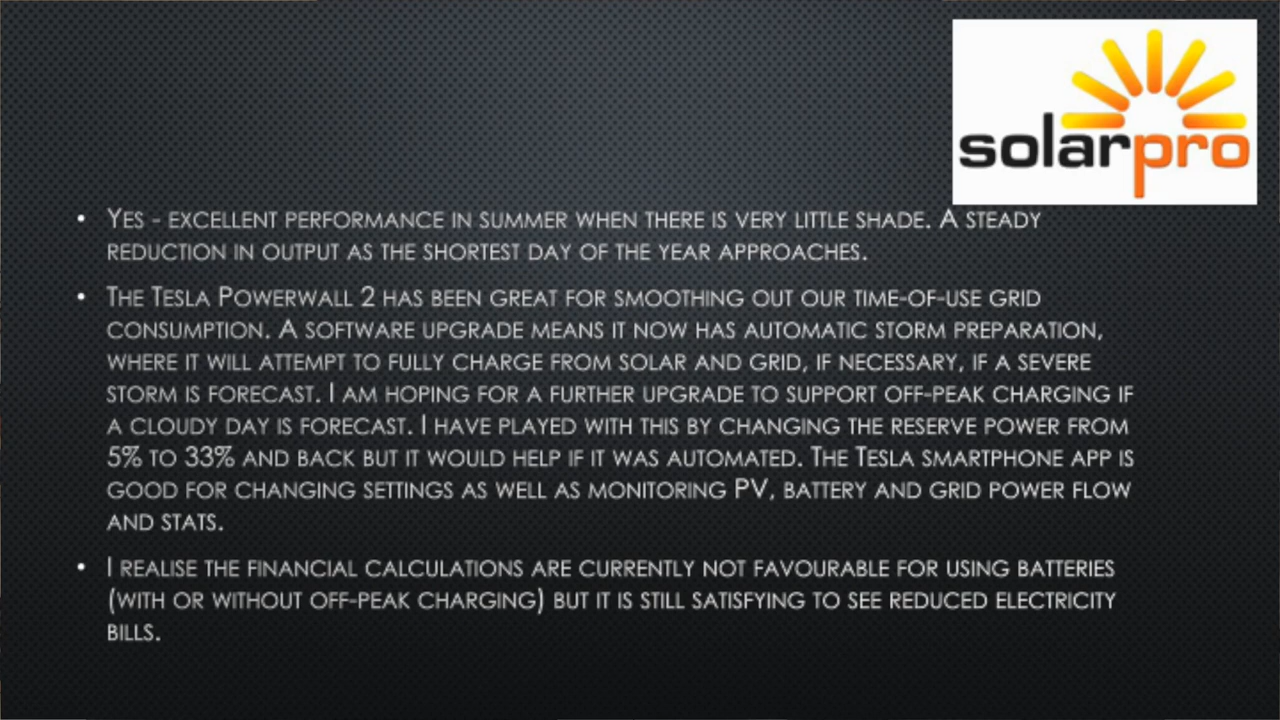 solarpro
• Yes - excellent performance in summer when there is very little shade. A steady
reduction in output as the shortest day of the year approaches.
• The Tesla Powerwall 2 has been great for smoothing out our time-of-use grid
consumption. A software upgrade means it now has automatic storm preparation,
where it will attempt to fully charge from solar and grid, if necessary, if a severe
storm is forecast. I am hoping for a further upgrade to support off-peak charging if
a cloudy day is forecast. I have played with this by changing the reserve power from
5% to 33% and back but it would help if it was automated. The Tesla smartphone app is
good for changing settings as well as monitoring PV, battery and grid power flow
and stats.
• I realise the financial calculations are currently not favourable for using batteries
(with or without off-peak charging) but it is still satisfying to see reduced electricity
bills.